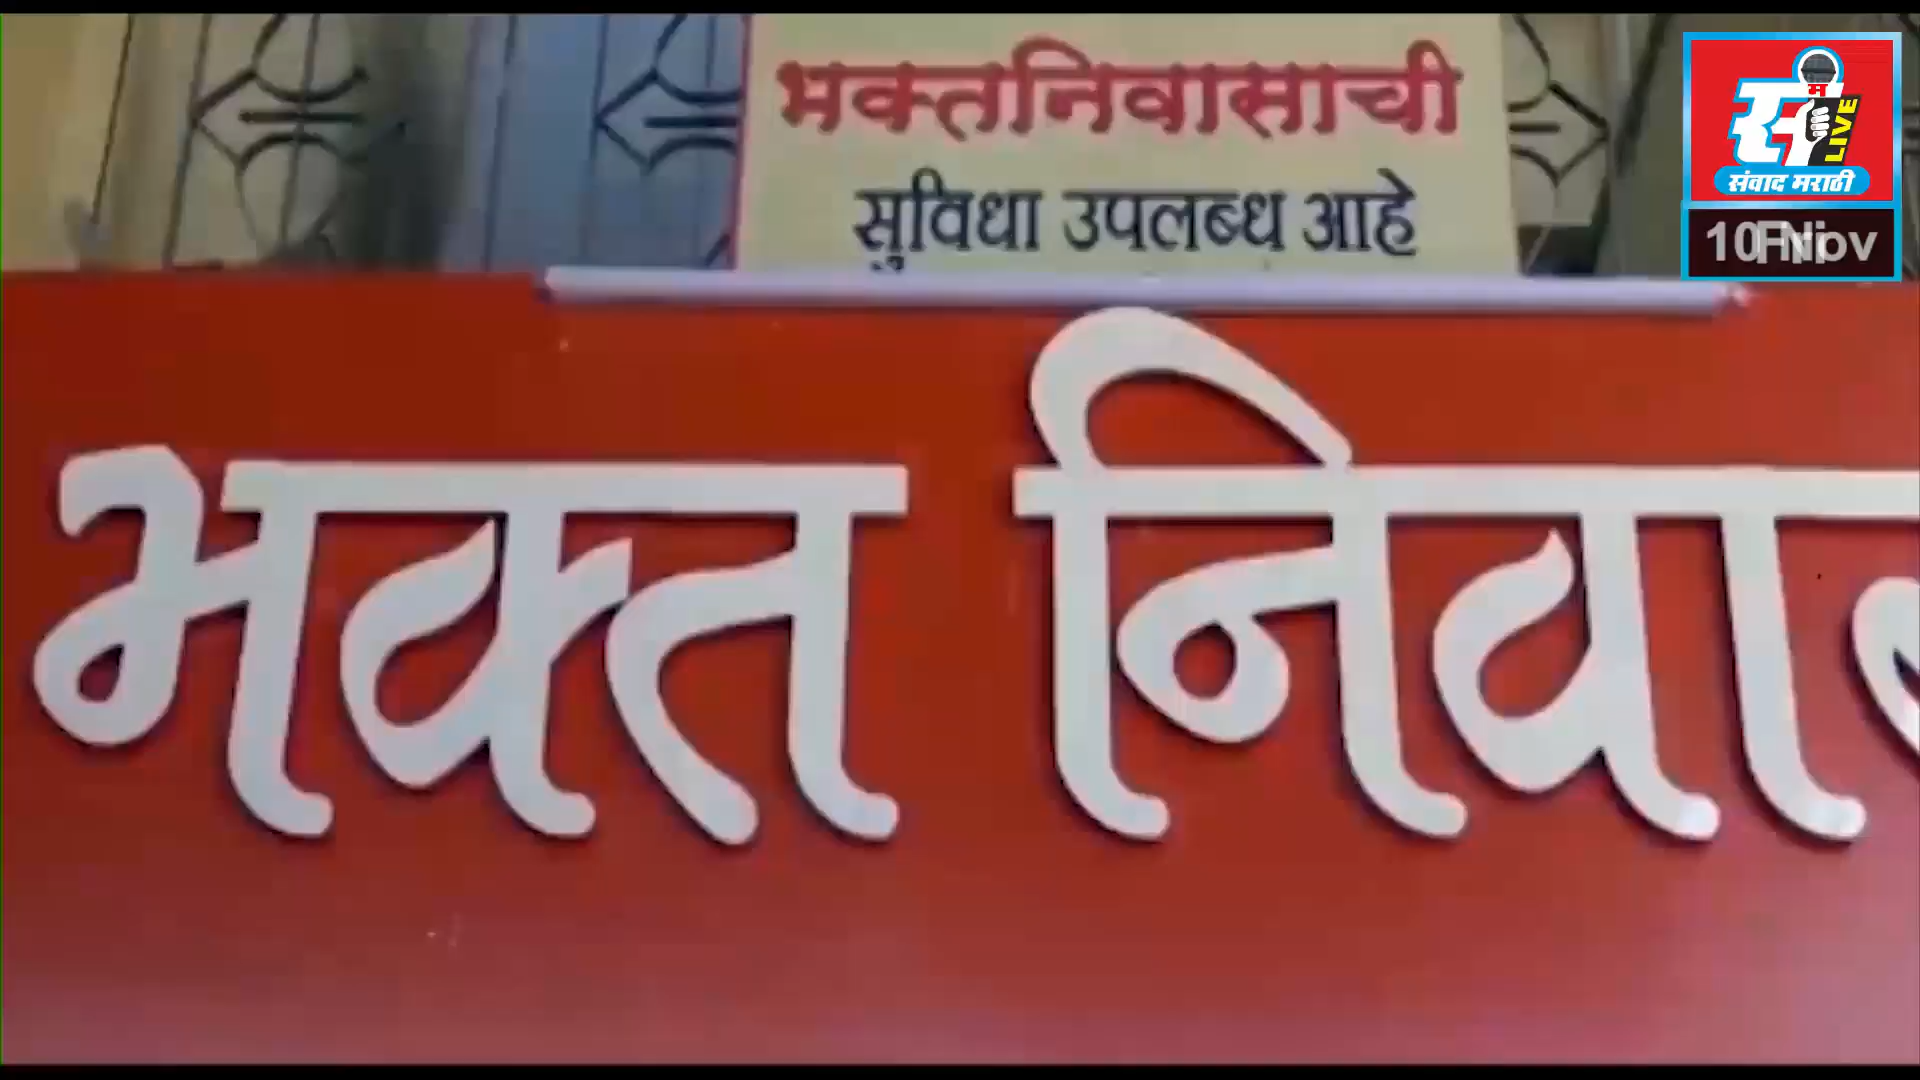 भक्तनिवासाची
सुविधा उपलब्ध आहे
भक्त निवा
LIVE
संवाद मराठी